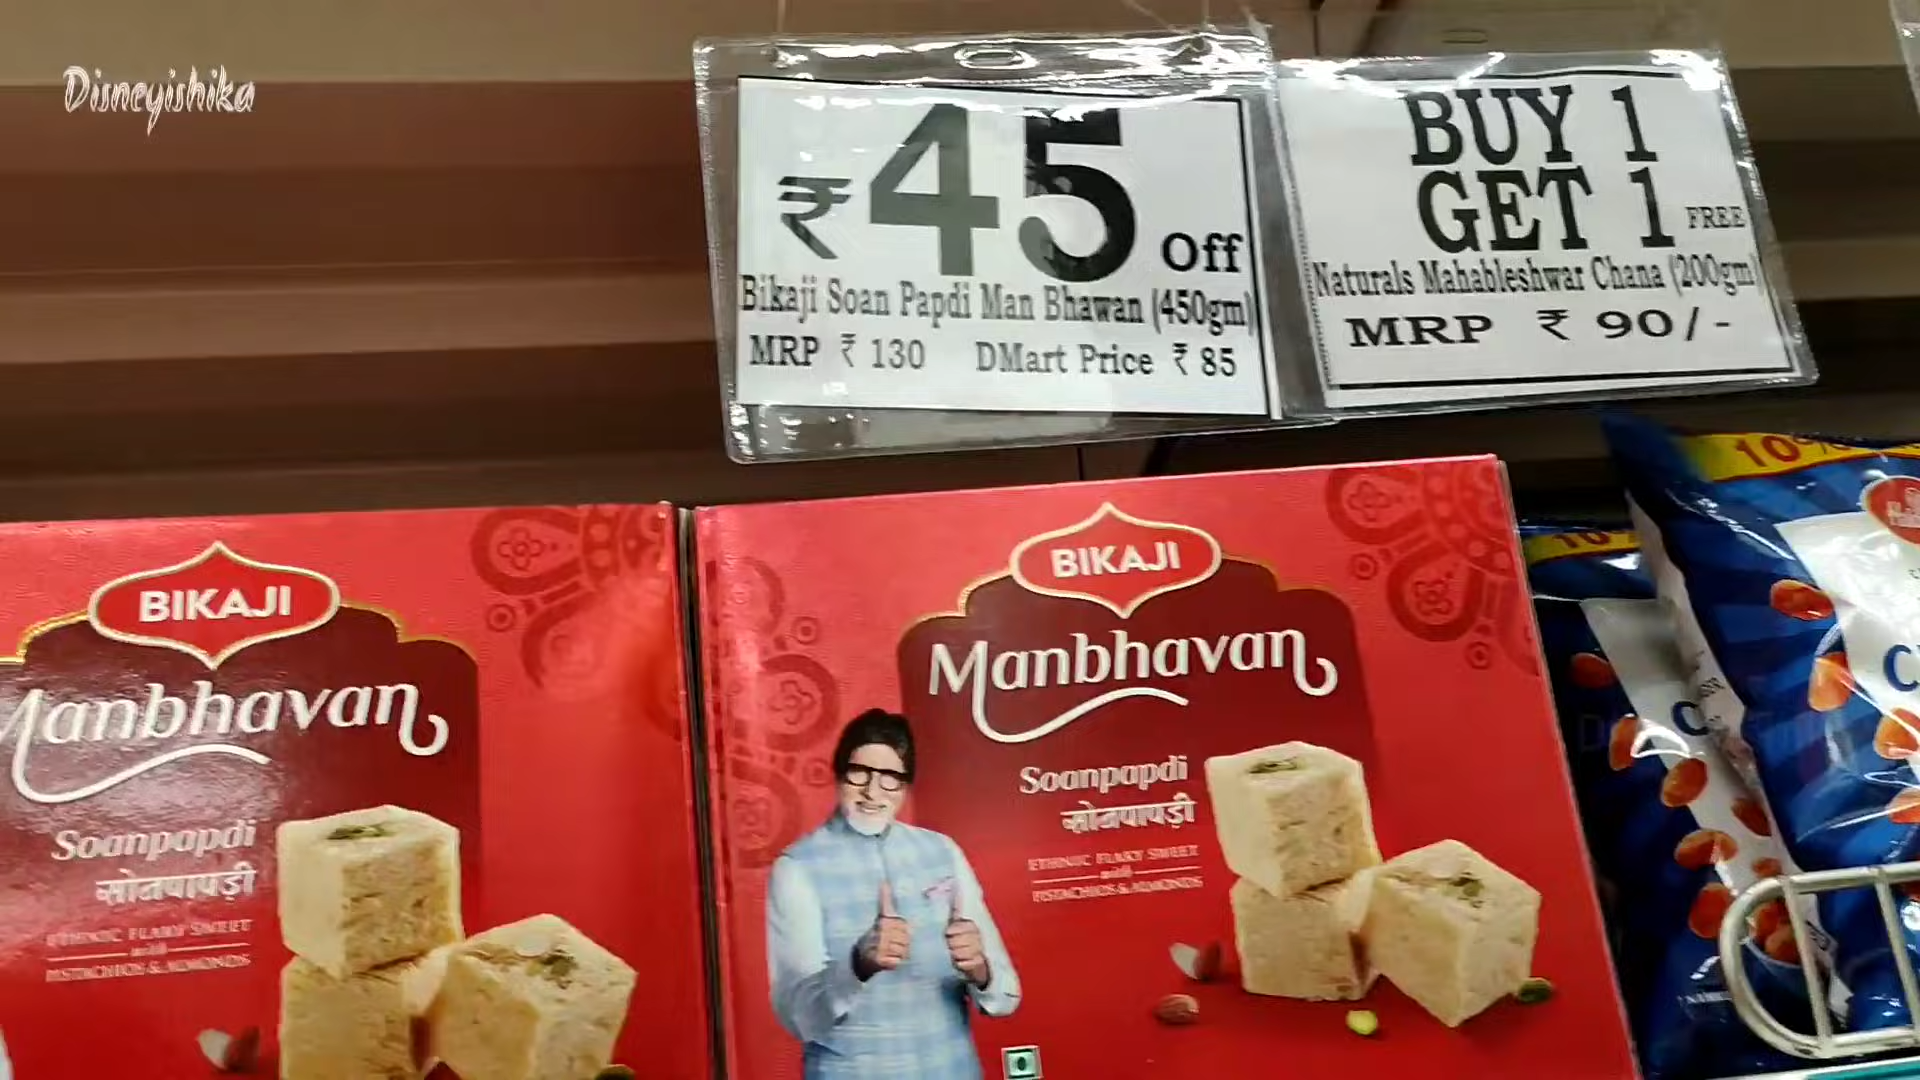 Disneyishika
₹45 Off
Bikaji Soan Papdi Man Bhawan (450gm)
MRP ₹ 130 DMart Price ₹ 85
BUY 1
GET 1 FREE
Naturals Mahableshwar Chana (200gm)
MRP ₹ 90/-
BIKAJI
Manbhavan
Soanpapdi
सोनपापड़ी
ETHNIC FLAKY SWEET
with
PISTACHIOS & ALMONDS
BIKAJI
Manbhavan
Soanpapdi
सोनपापड़ी
ETHNIC FLAKY SWEET
with
PISTACHIOS & ALMONDS
10%
10%